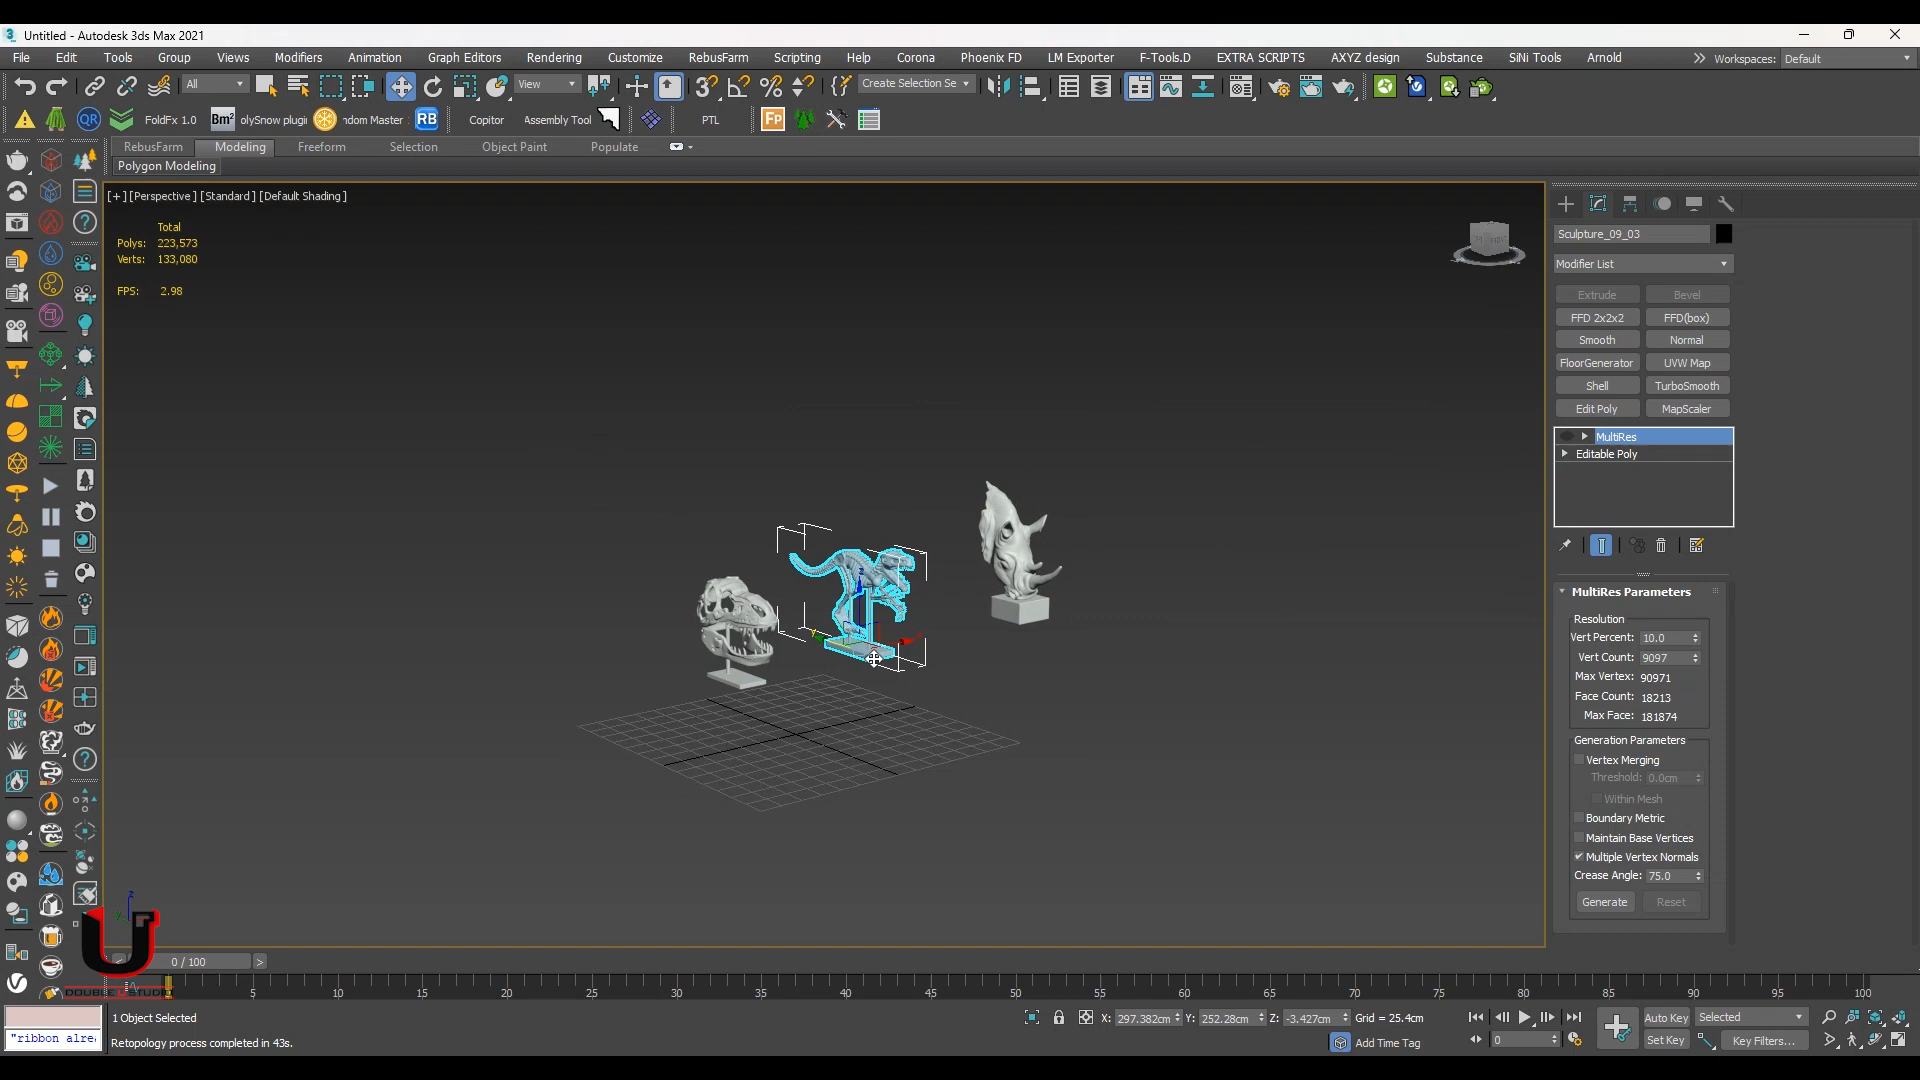 Untitled - Autodesk 3ds Max 2021
File Edit Tools Group Views Modifiers Animation Graph Editors Rendering Customize RebusFarm Scripting Help Corona Phoenix FD LM Exporter F-Tools.D EXTRA SCRIPTS AXYZ design Substance SiNi Tools Arnold Workspaces: Default
All View Create Selection Se
QR FoldFx 1.0 Bm² olySnow plugi ndom Master RB Copitor Assembly Tool PTL Fp
RebusFarm Modeling Freeform Selection Object Paint Populate
Polygon Modeling
[+] [Perspective] [Standard] [Default Shading]
Total
Polys: 223,573
Verts: 133,080
FPS: 2.98
Sculpture_09_03
Modifier List
Extrude Bevel
FFD 2x2x2 FFD(box)
Smooth Normal
FloorGenerator UVW Map
Shell TurboSmooth
Edit Poly MapScaler
MultiRes
Editable Poly
MultiRes Parameters
Resolution
Vert Percent: 10.0
Vert Count: 9097
Max Vertex: 90971
Face Count: 18213
Max Face: 181874
Generation Parameters
Vertex Merging
Threshold: 0.0cm
Within Mesh
Boundary Metric
Maintain Base Vertices
Multiple Vertex Normals
Crease Angle: 75.0
Generate Reset
< 0 / 100 >
5 10 15 20 25 30 35 40 45 50 55 60 65 70 75 80 85 90 95 100
DOUBLE U STUDIO
1 Object Selected X: 297.382cm Y: 252.28cm Z: -3.427cm Grid = 25.4cm Auto Key Selected
"ribbon alrea Retopology process completed in 43s. Add Time Tag 0 Set Key Key Filters...